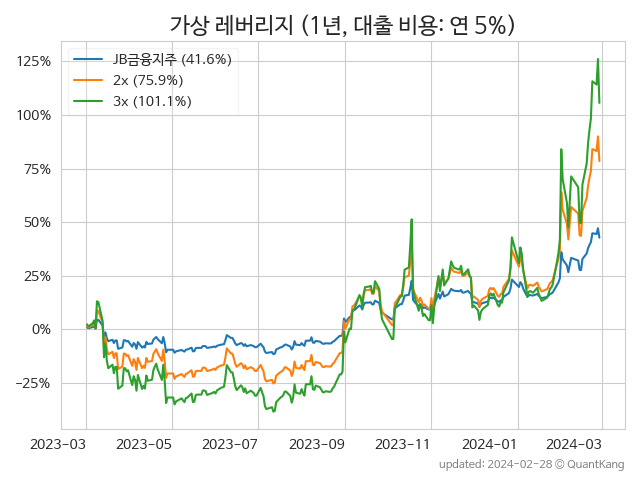 가상 레버리지 (1년, 대출 비용: 연 5%)
JB금융지주 (41.6%)
2x (75.9%)
3x (101.1%)
125%
100%
75%
50%
25%
0%
−25%
2023-03 2023-05 2023-07 2023-09 2023-11 2024-01 2024-03
updated: 2024-02-28 © QuantKang